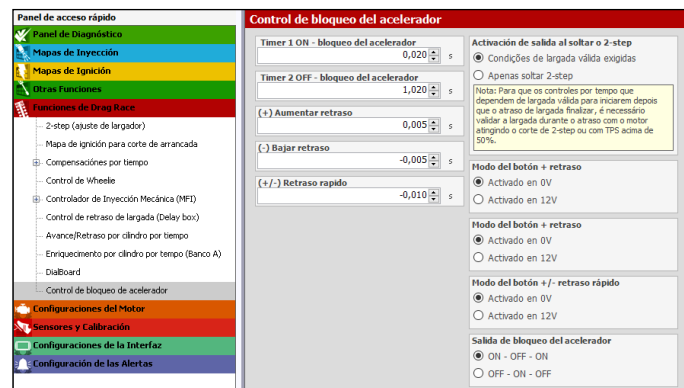 Panel de acceso rápido
Panel de Diagnóstico
Mapas de Inyección
Mapas de Ignición
Otras Funciones
Funciones de Drag Race
2-step (ajuste de largador)
Mapa de ignición para corte de arrancada
Compensaciónes por tiempo
Control de Wheelie
Controlador de Inyección Mecánica (MFI)
Control de retraso de largada (Delay box)
Avance/Retraso por cilindro por tiempo
Enriquecimento por cilindro por tempo (Banco A)
DialBoard
Control de bloqueo de acelerador
Configuraciones del Motor
Sensores y Calibración
Configuraciones de la Interfaz
Configuración de las Alertas
Control de bloqueo del acelerador
Timer 1 ON - bloqueo del acelerador
0,020 s
Timer 2 OFF - bloqueo del acelerador
1,020 s
(+) Aumentar retraso
0,005 s
(-) Bajar retraso
-0,005 s
(+/-) Retraso rapido
-0,010 s
Activación de salida al soltar o 2-step
Condições de largada válida exigidas
Apenas soltar 2-step
Nota: Para que os controles por tempo que
dependem de largada válida para iniciarem depois
que o atraso de largada finalizar, é necessário
validar a largada durante o atraso com o motor
atingindo o corte de 2-step ou com TPS acima de
50%.
Modo del botón + retraso
Activado en 0V
Activado en 12V
Modo del botón + retraso
Activado en 0V
Activado en 12V
Modo del botón +/- retraso rápido
Activado en 0V
Activado en 12V
Salida de bloqueo del acelerador
ON - OFF - ON
OFF - ON - OFF